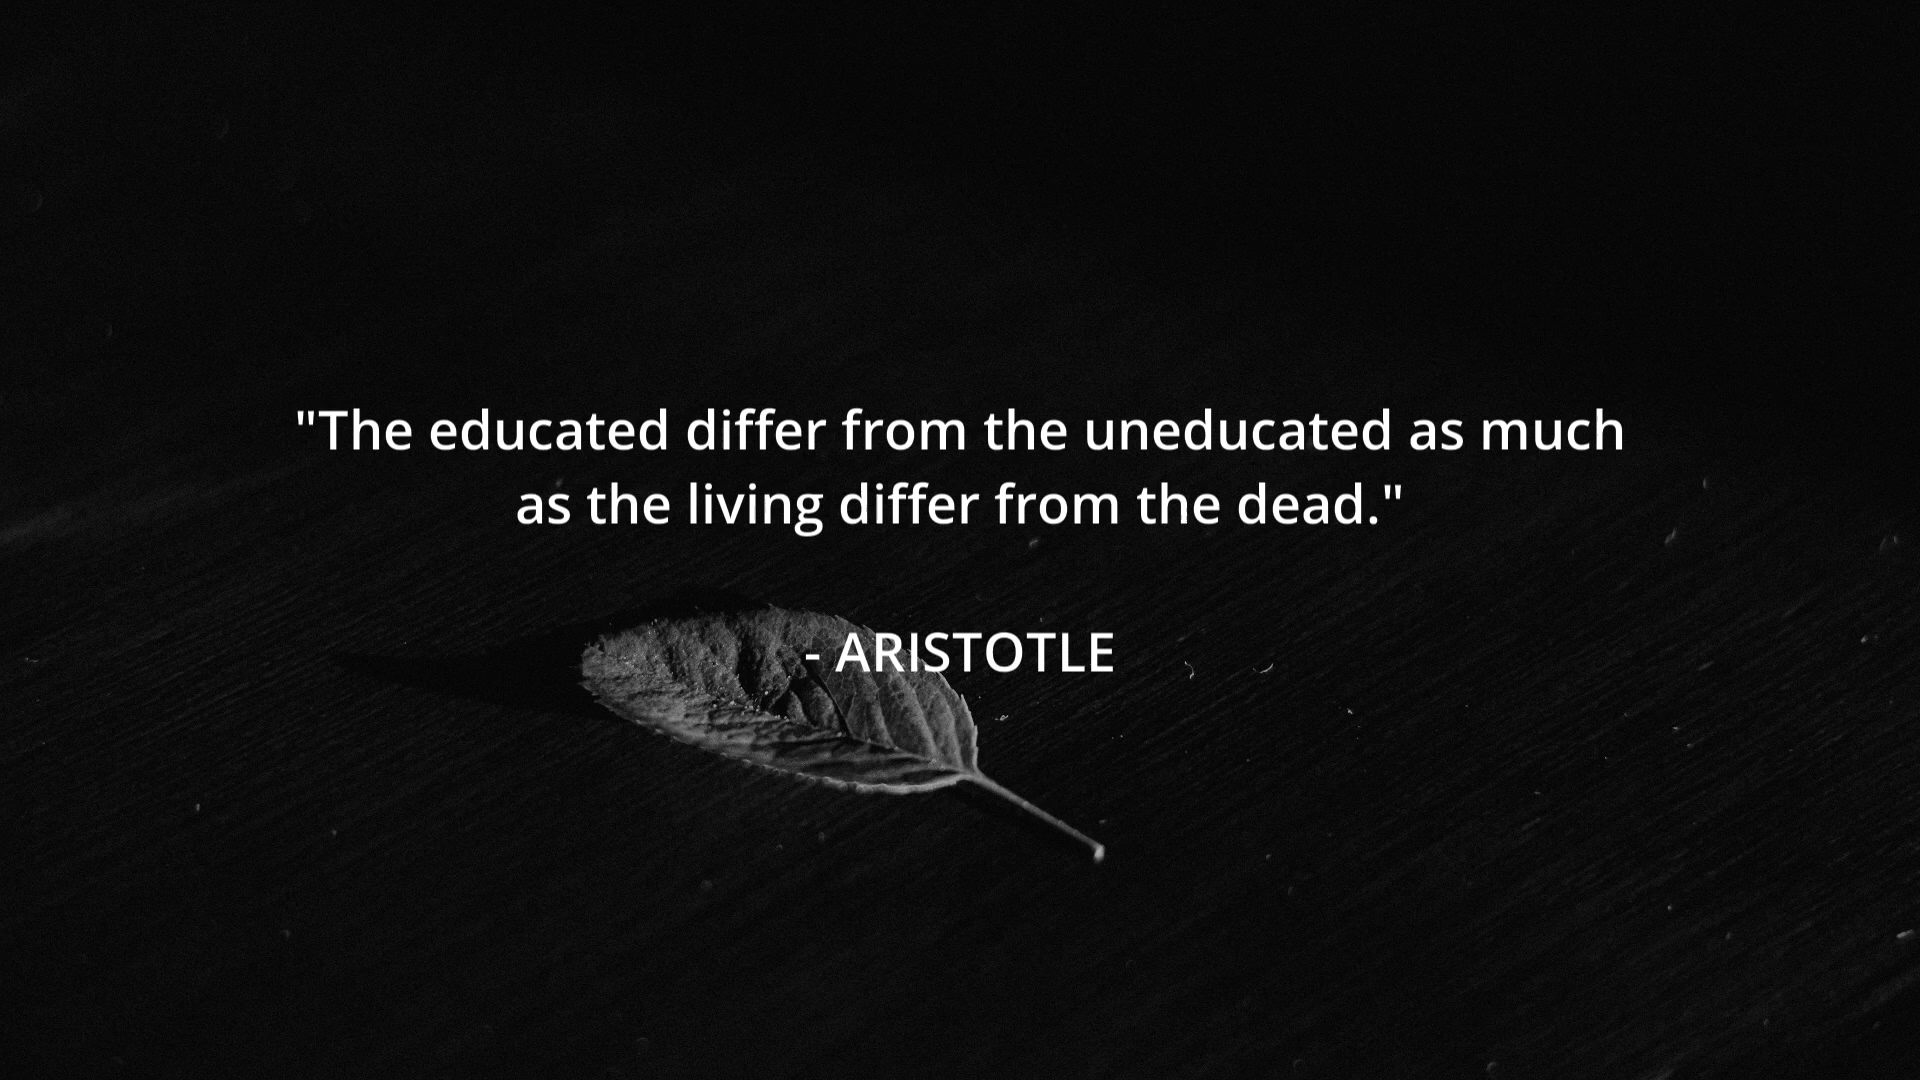 "The educated differ from the uneducated as much
as the living differ from the dead."
- ARISTOTLE